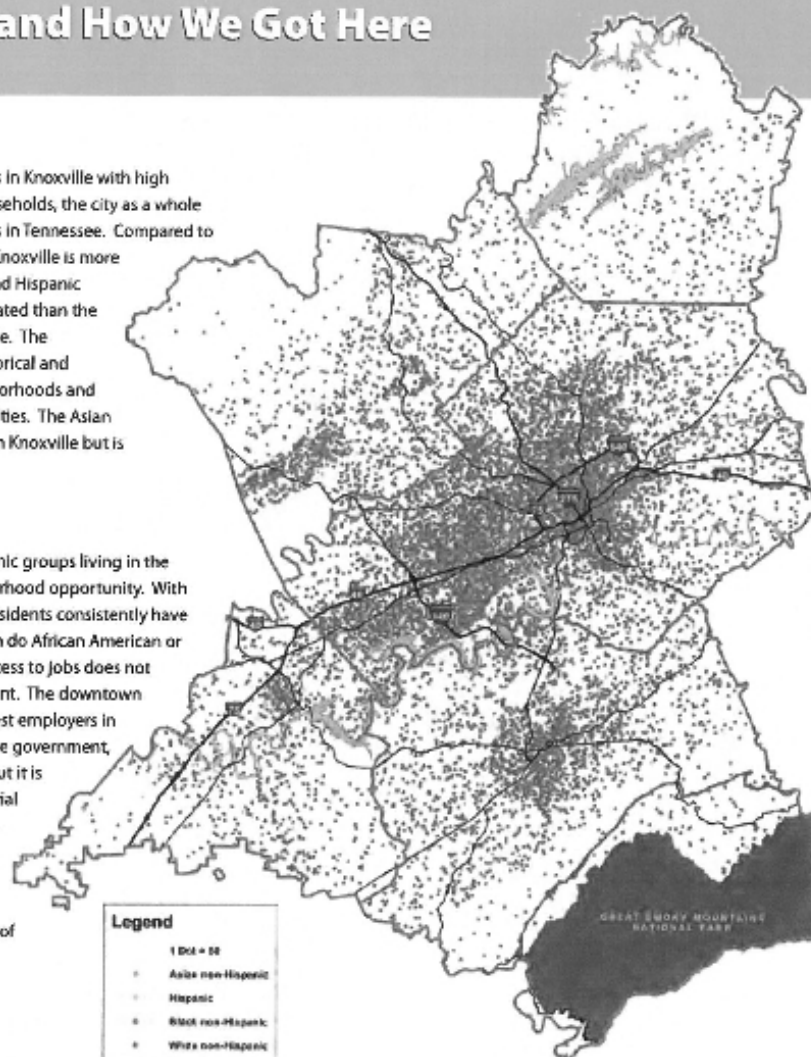 and How We Got Here
s in Knoxville with high
seholds, the city as a whole
s in Tennessee. Compared to
Knoxville is more
nd Hispanic
ated than the
e. The
orical and
orhoods and
ties. The Asian
n Knoxville but is
nic groups living in the
rhood opportunity. With
sidents consistently have
n do African American or
cess to jobs does not
nt. The downtown
est employers in
e government,
ut it is
ial
of
GREAT SMOKY MOUNTAINS
NATIONAL PARK
Legend
1 Dot = 50
Asian non-Hispanic
Hispanic
Black non-Hispanic
White non-Hispanic